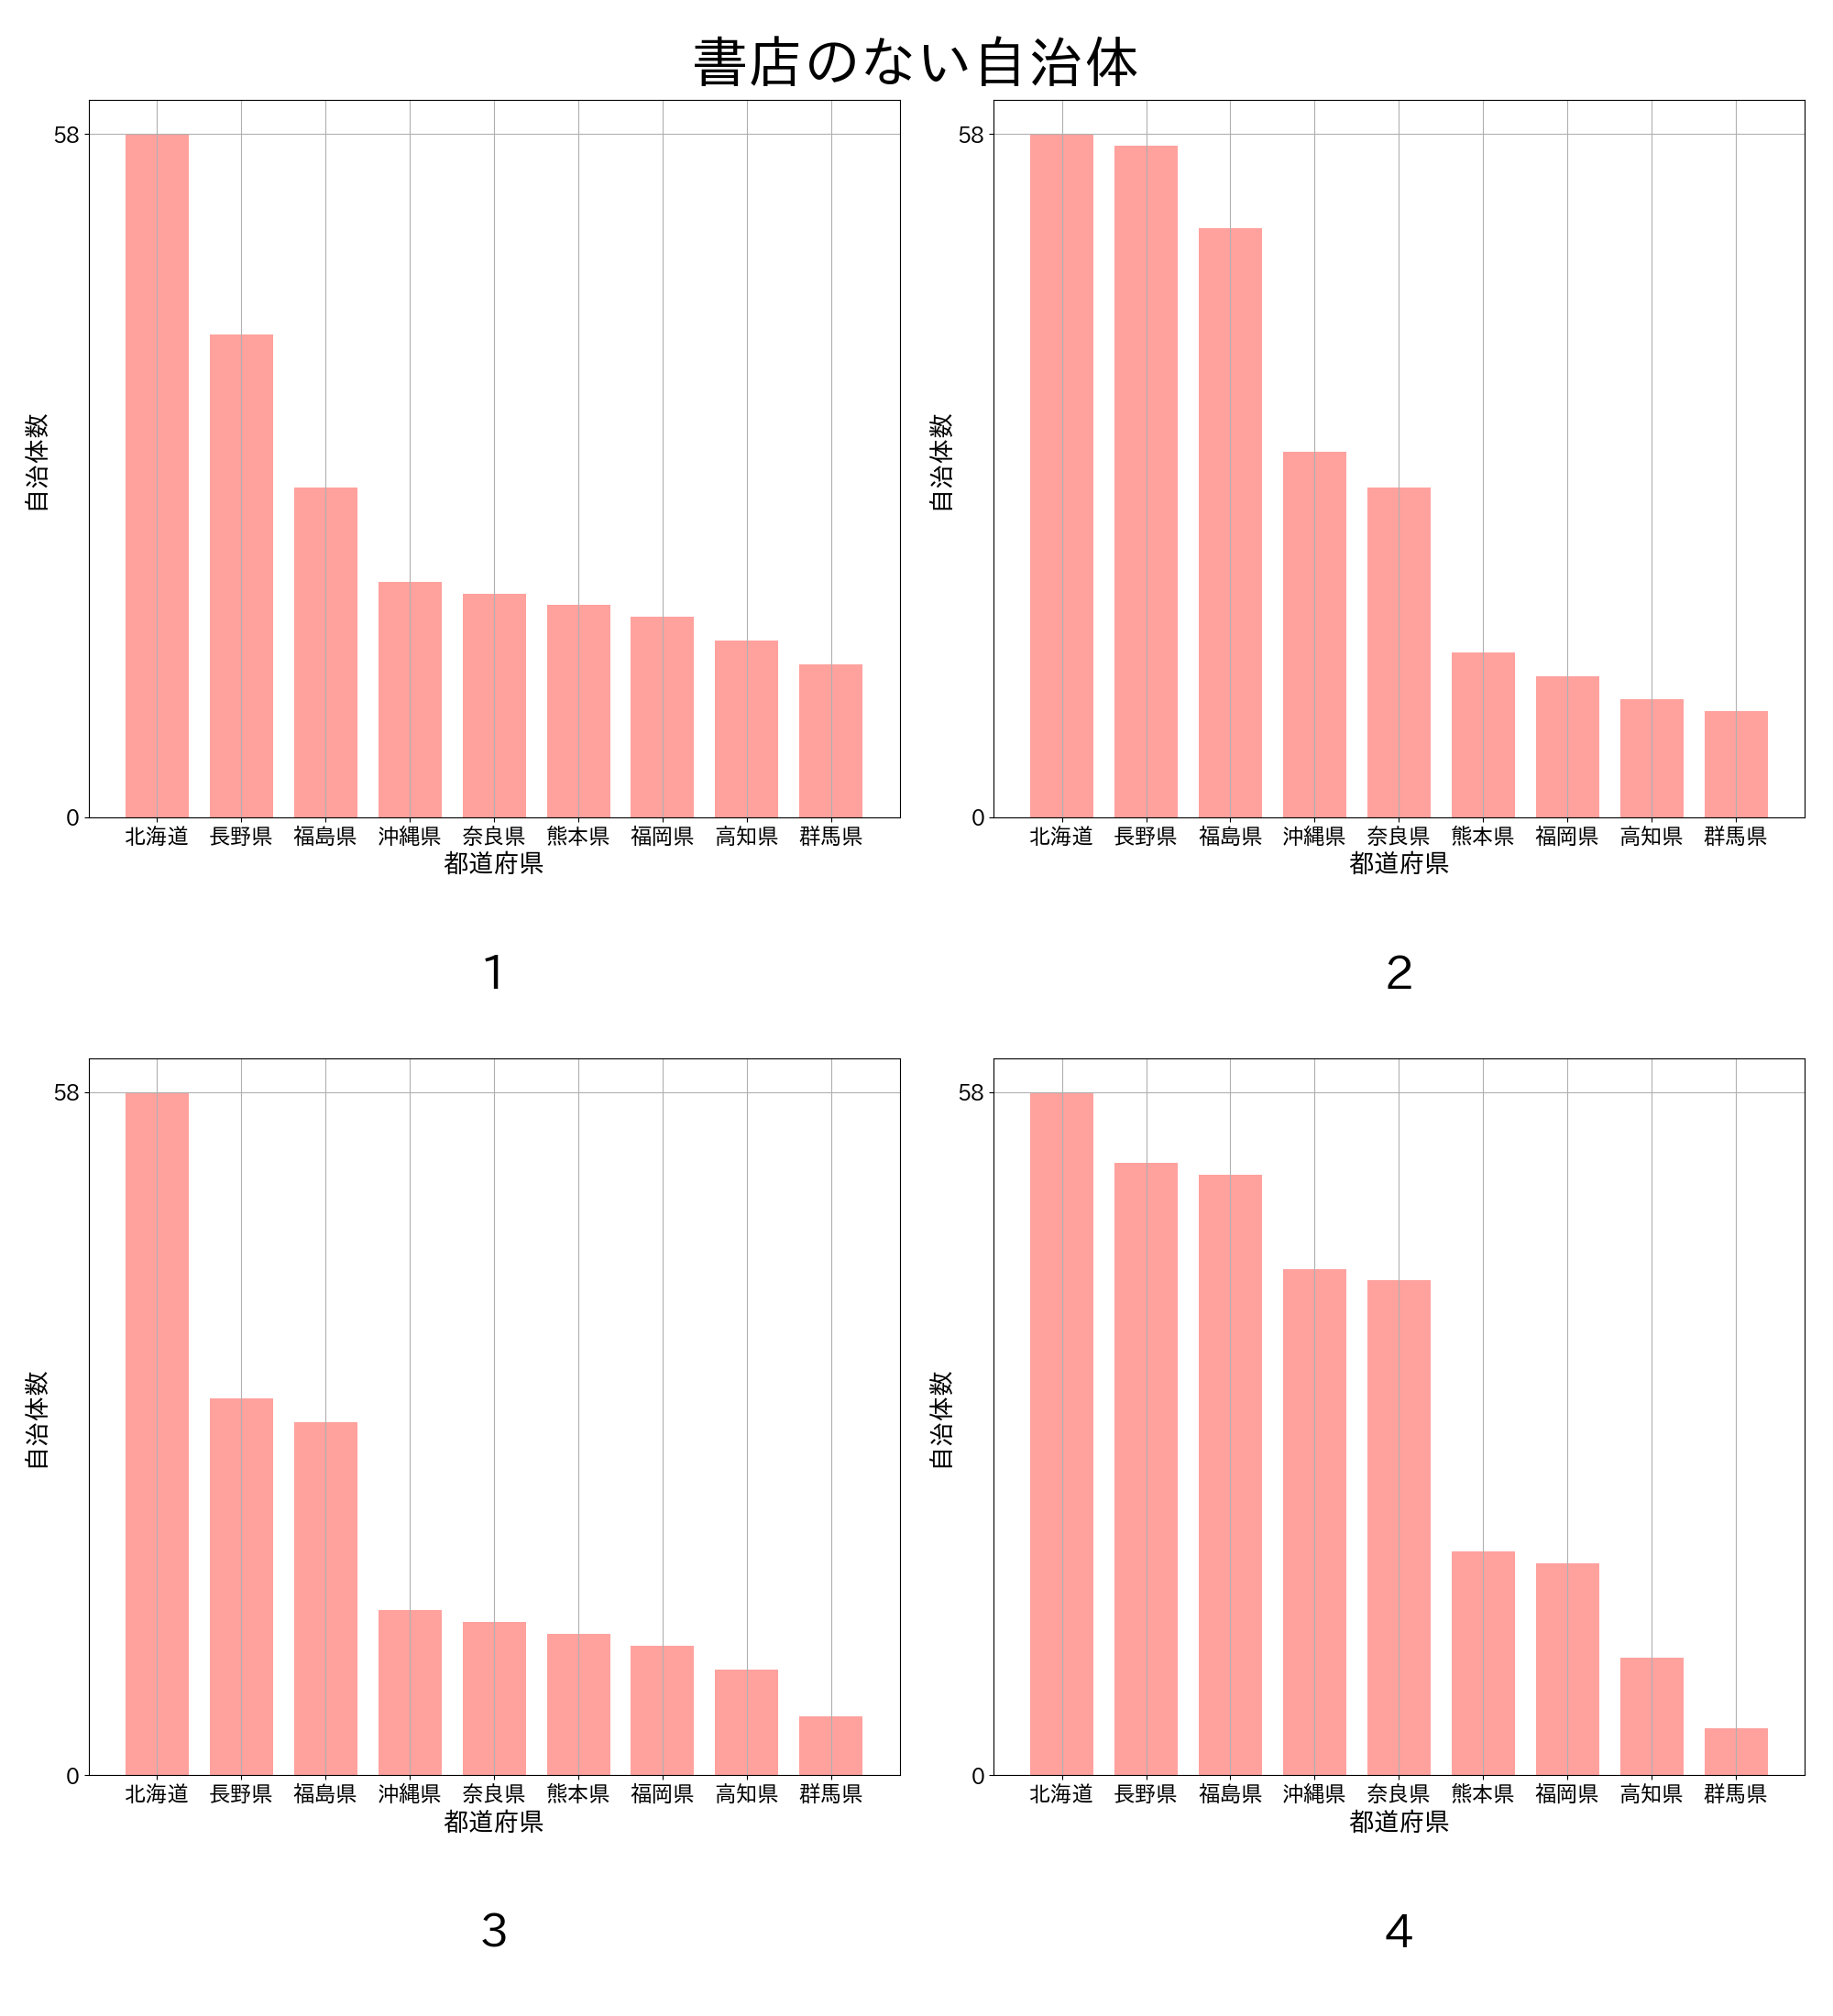 書店のない自治体
58
0
自治体数
北海道 長野県 福島県 沖縄県 奈良県 熊本県 福岡県 高知県 群馬県
都道府県
1
58
0
自治体数
北海道 長野県 福島県 沖縄県 奈良県 熊本県 福岡県 高知県 群馬県
都道府県
2
58
0
自治体数
北海道 長野県 福島県 沖縄県 奈良県 熊本県 福岡県 高知県 群馬県
都道府県
3
58
0
自治体数
北海道 長野県 福島県 沖縄県 奈良県 熊本県 福岡県 高知県 群馬県
都道府県
4